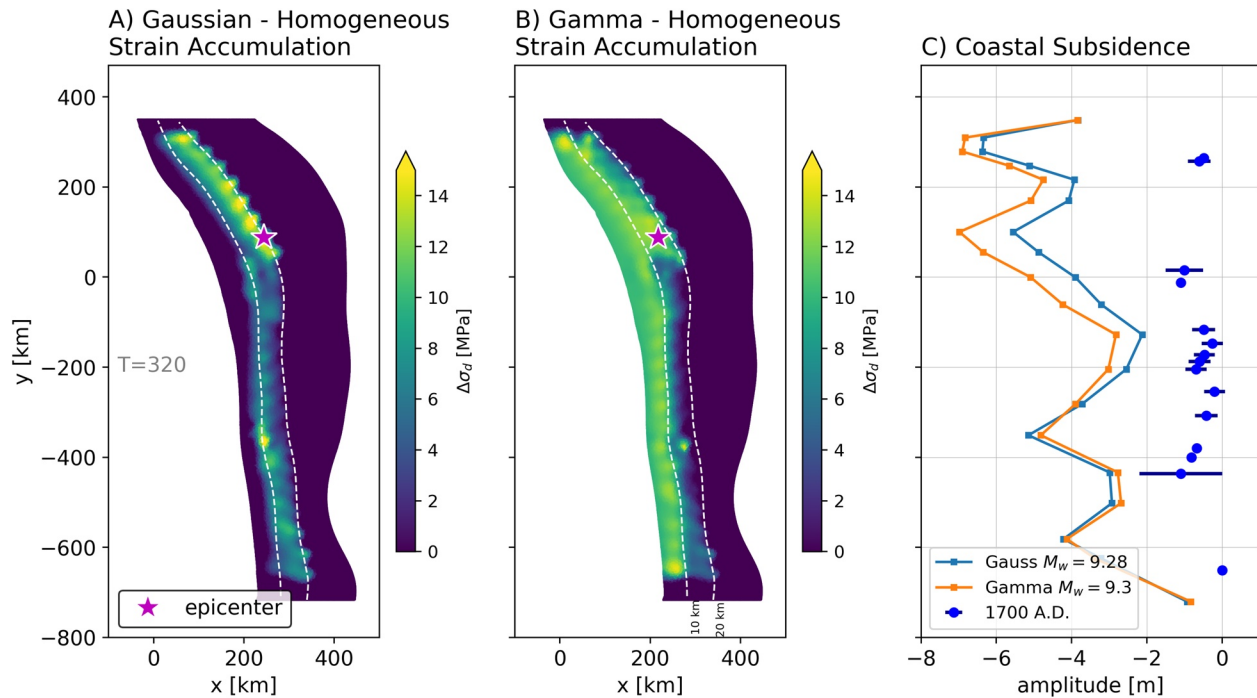 A) Gaussian - Homogeneous
Strain Accumulation
400
200
0
−200
−400
−600
−800
y [km]
T=320
epicenter
0
200
400
x [km]
14
12
10
8
6
4
2
0
Δσd [MPa]
B) Gamma - Homogeneous
Strain Accumulation
10 km
20 km
0
200
400
x [km]
14
12
10
8
6
4
2
0
Δσd [MPa]
C) Coastal Subsidence
Gauss Mw = 9.28
Gamma Mw = 9.3
1700 A.D.
−8
−6
−4
−2
0
amplitude [m]